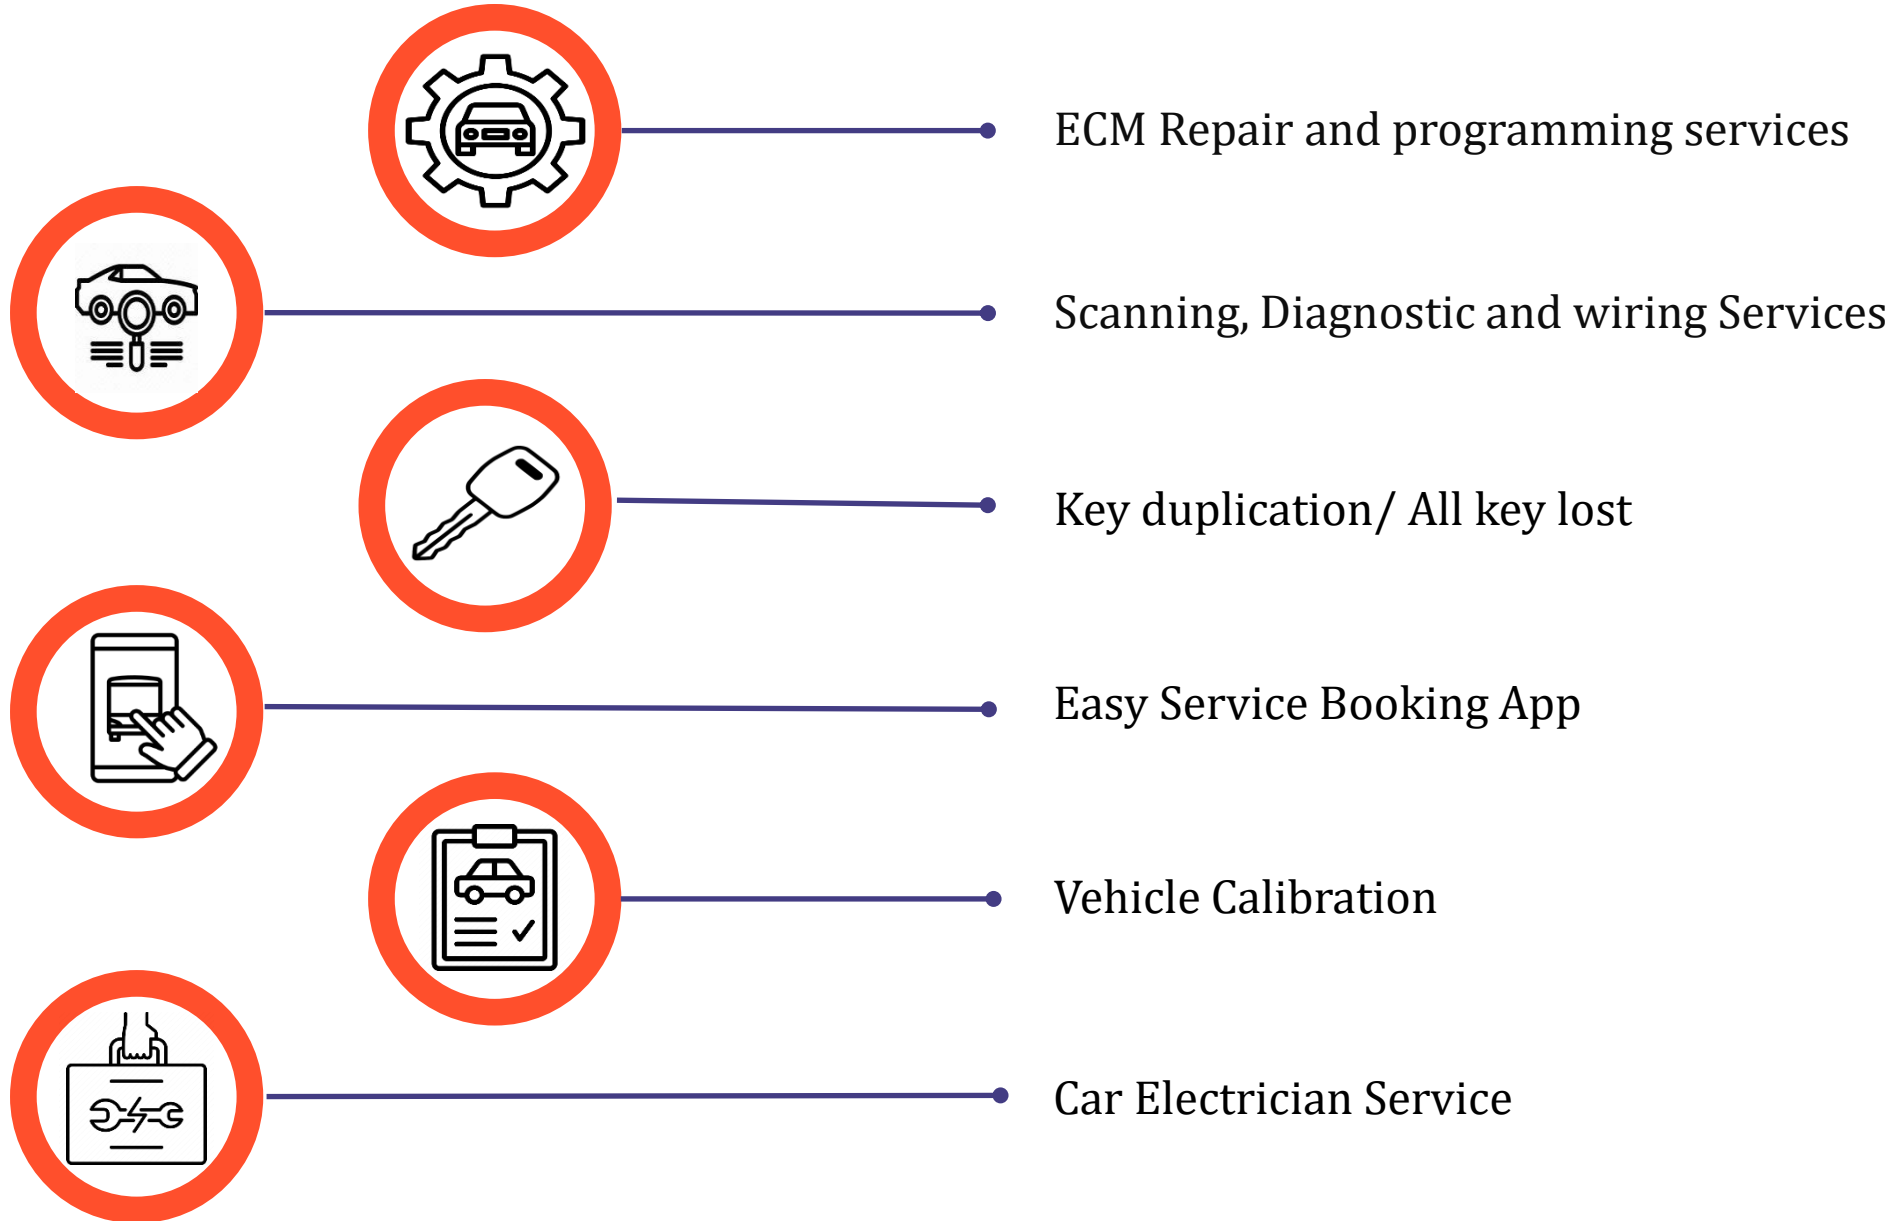 ECM Repair and programming services
Scanning, Diagnostic and wiring Services
Key duplication/ All key lost
Easy Service Booking App
Vehicle Calibration
Car Electrician Service